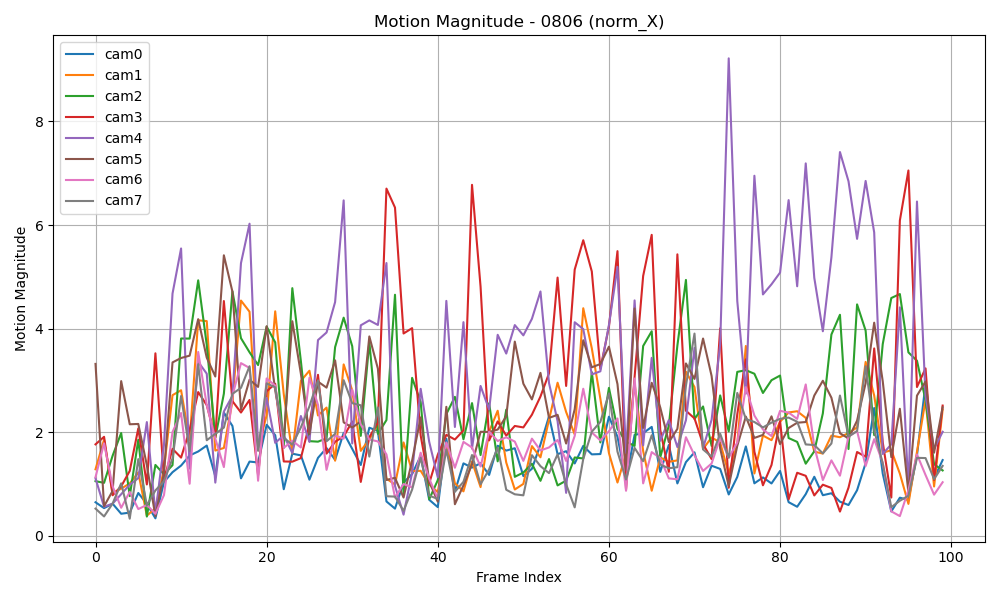 Motion Magnitude - 0806 (norm_X)
cam0
cam1
cam2
cam3
cam4
cam5
cam6
cam7
Motion Magnitude
8
6
4
2
0
0 20 40 60 80 100
Frame Index